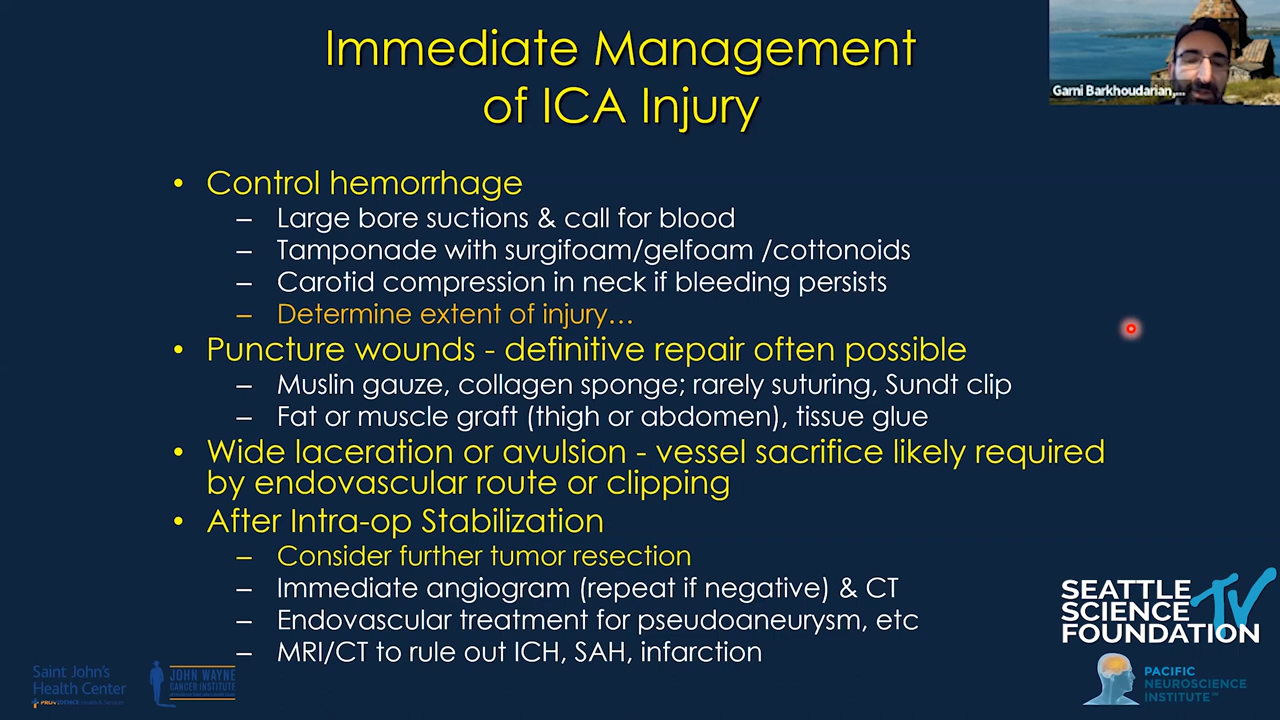 Immediate Management
of ICA Injury
Garni Barkhoudarian,...
• Control hemorrhage
– Large bore suctions & call for blood
– Tamponade with surgifoam/gelfoam /cottonoids
– Carotid compression in neck if bleeding persists
– Determine extent of injury…
• Puncture wounds - definitive repair often possible
– Muslin gauze, collagen sponge; rarely suturing, Sundt clip
– Fat or muscle graft (thigh or abdomen), tissue glue
• Wide laceration or avulsion - vessel sacrifice likely required
by endovascular route or clipping
• After Intra-op Stabilization
– Consider further tumor resection
– Immediate angiogram (repeat if negative) & CT
– Endovascular treatment for pseudoaneurysm, etc
– MRI/CT to rule out ICH, SAH, infarction
SEATTLE
SCIENCE TV
FOUNDATION
Saint John's
Health Center
PROVIDENCE
JOHN WAYNE
CANCER INSTITUTE
PACIFIC
NEUROSCIENCE
INSTITUTE